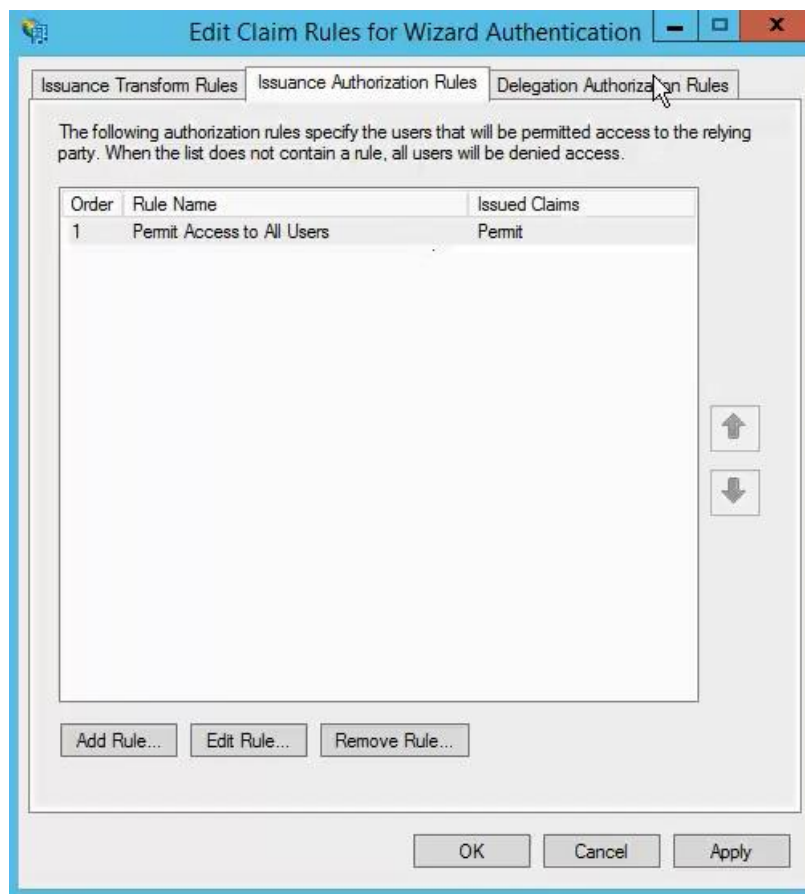 Edit Claim Rules for Wizard Authentication
Issuance Transform Rules Issuance Authorization Rules Delegation Authorization Rules
The following authorization rules specify the users that will be permitted access to the relying
party. When the list does not contain a rule, all users will be denied access.
Order Rule Name Issued Claims
1 Permit Access to All Users Permit
Add Rule... Edit Rule... Remove Rule...
OK Cancel Apply